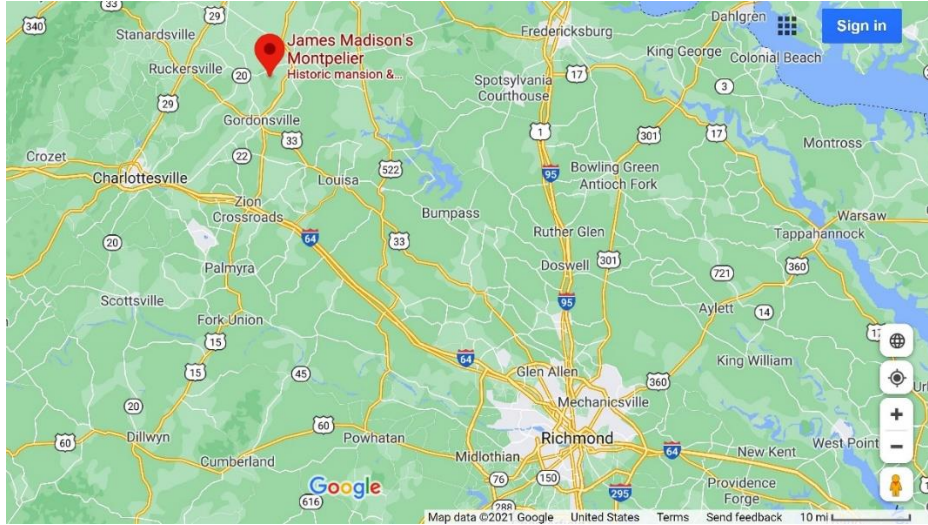 33
340
29
Stanardsville
James Madison's
Montpelier
Historic mansion &...
Fredericksburg
Dahlgren
Sign in
King George
Colonial Beach
Ruckersville
20
Spotsylvania
Courthouse
17
3
29
Gordonsville
1
301
17
33
22
Montross
Crozet
Charlottesville
522
Louisa
95
Bowling Green
Antioch Fork
Zion
Crossroads
Bumpass
Warsaw
Tappahannock
20
64
33
Ruther Glen
301
360
Palmyra
Doswell
721
Scottsville
95
Aylett
14
Fork Union
15
17
64
King William
15
45
Glen Allen
360
20
Mechanicsville
60
Dillwyn
60
Powhatan
Richmond
West Point
Cumberland
Midlothian
64
New Kent
60
76
150
Providence
Forge
Google
616
288
295
Map data ©2021 Google United States Terms Send feedback 10 mi